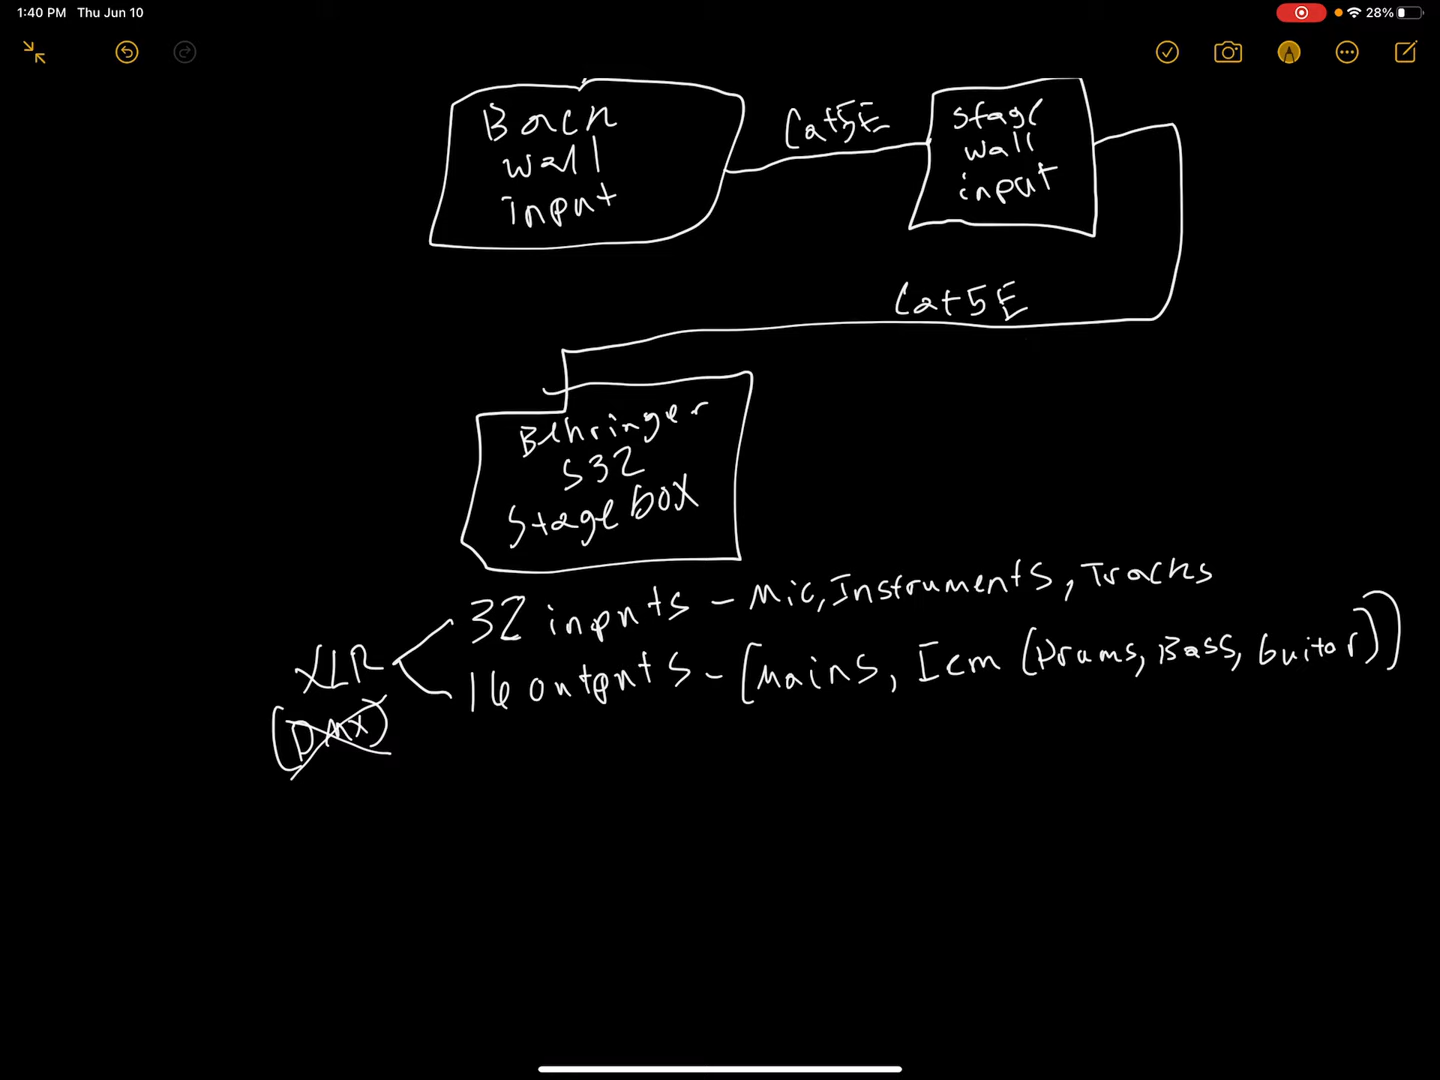 1:40 PM Thu Jun 10
28%
Back
wall
input
Cat5E
stage
wall
input
Cat5E
Behringer
S32
stage box
XLR
(DMX)
32 inputs - Mic, Instruments, Tracks
16 outputs - [Mains, IEM (Drums, Bass, Guitar)]